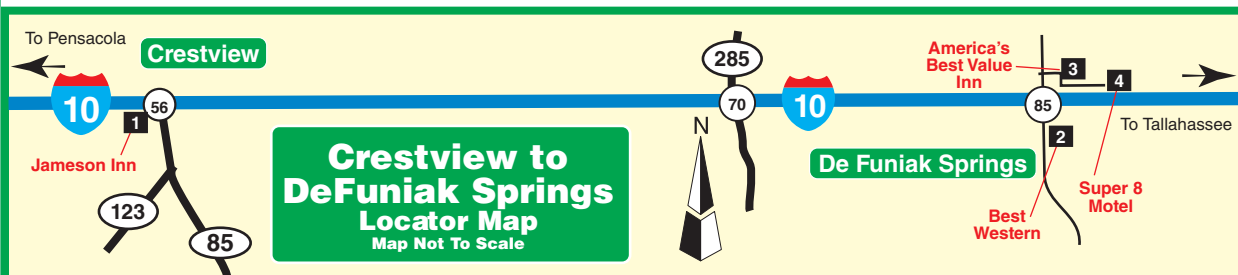 To Pensacola
Crestview
10
56
1
Jameson Inn
123
85
Crestview to
DeFuniak Springs
Locator Map
Map Not To Scale
285
70
N
10
America's
Best Value
Inn
3
4
85
To Tallahassee
2
De Funiak Springs
Super 8
Motel
Best
Western